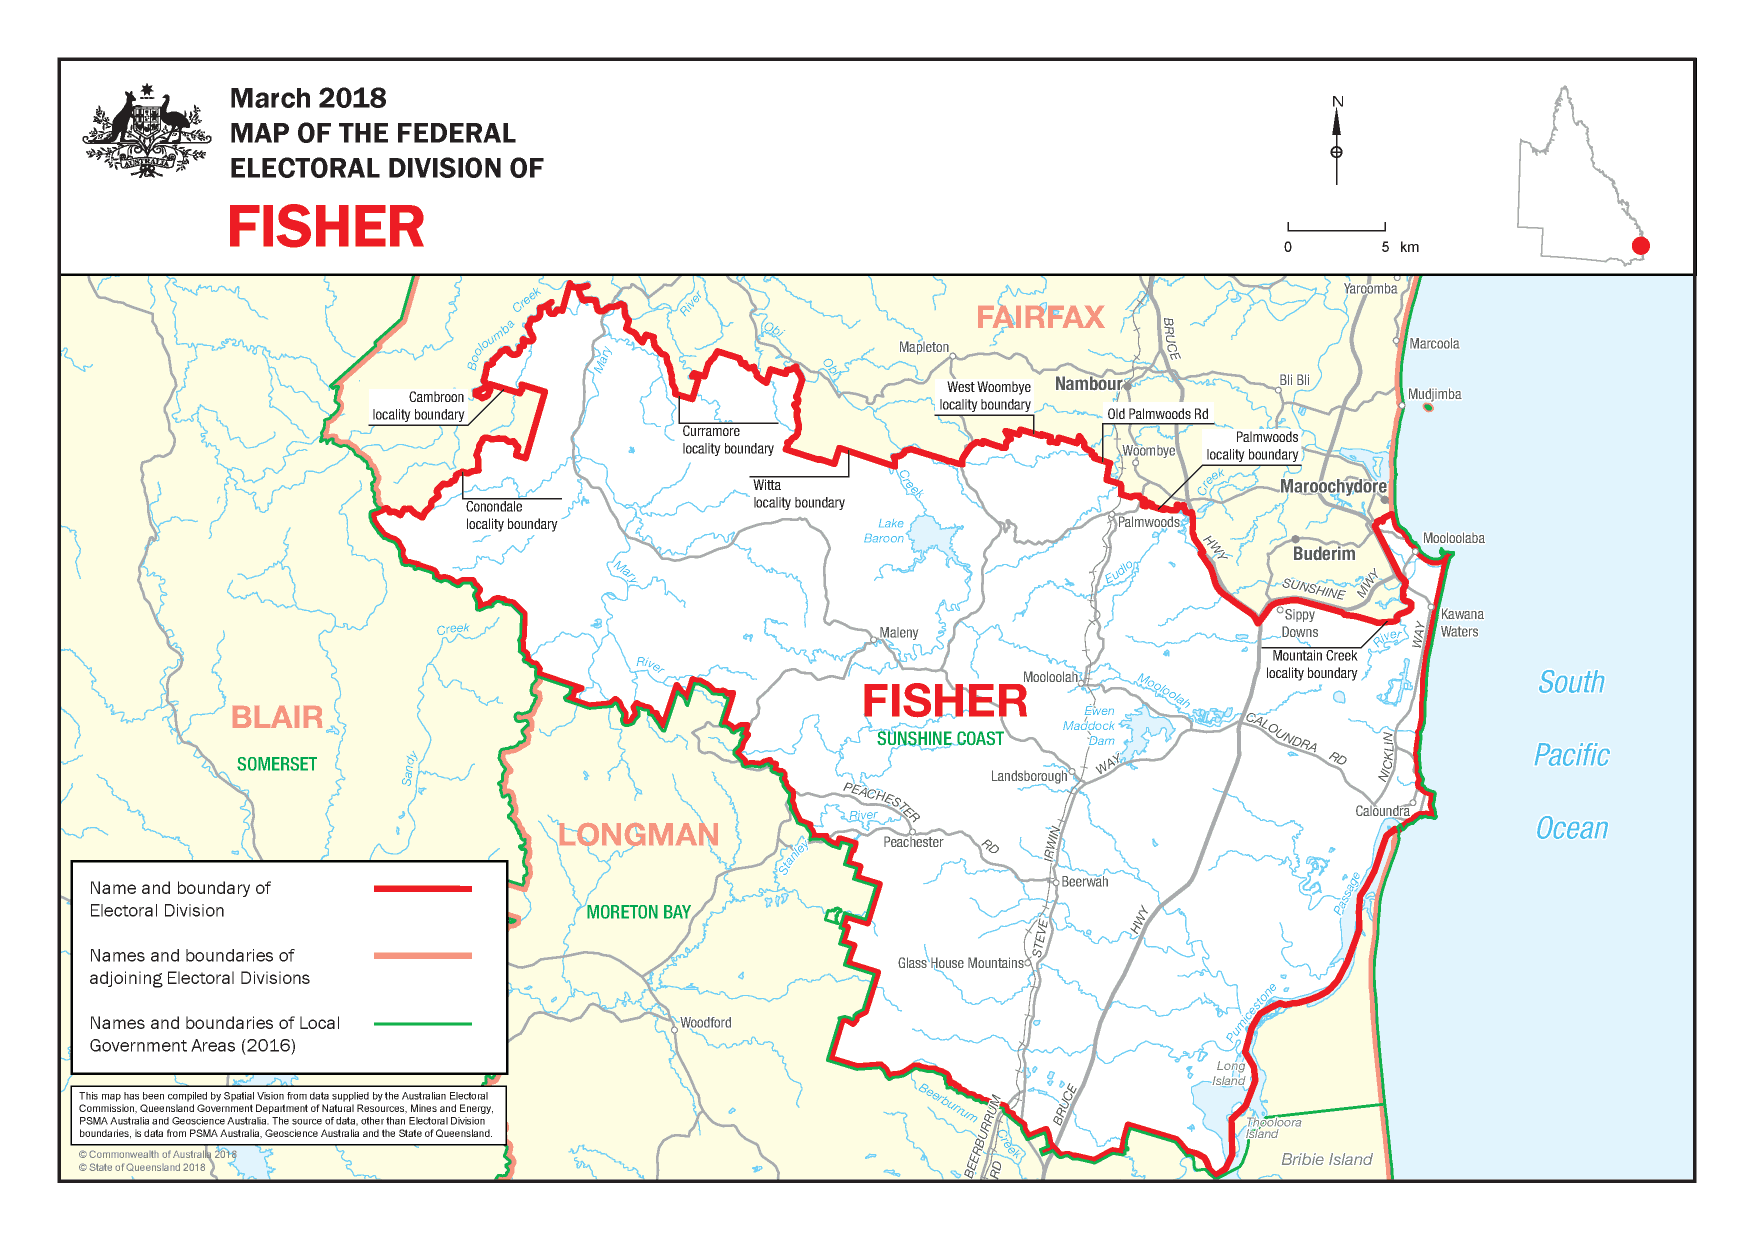 March 2018
MAP OF THE FEDERAL
ELECTORAL DIVISION OF
FISHER
AUSTRALIA
N
0 5 km
Yaroomba
Marcoola
Mudjimba
FAIRFAX
BRUCE
Mapleton
Nambour
Bli Bli
Booloumba Creek
River
Obi
Obi
Mary
Cambroon
locality boundary
West Woombye
locality boundary
Old Palmwoods Rd
Curramore
locality boundary
Woombye
Palmwoods
locality boundary
Witta
locality boundary
Creek
Creek
Maroochydore
Conondale
locality boundary
Lake
Baroon
Palmwoods
HWY
Mooloolaba
Buderim
Mary
Eudlo
SUNSHINE MWY
Creek
Sippy
Downs
Kawana
Waters
River
WAY
Maleny
Mountain Creek
locality boundary
River
Mooloolah
Mooloolah
FISHER
SUNSHINE COAST
Ewen
Maddock
Dam
South
Pacific
Ocean
BLAIR
SOMERSET
Sandy
CALOUNDRA RD
NICKLIN
Landsborough
WAY
PEACHESTER
RD
River
Peachester
Caloundra
LONGMAN
Stanley
IRWIN
Beerwah
MORETON BAY
Passage
HWY
STEVE
Glass House Mountains
Woodford
Pumicestone
Long
Island
Beerburrum
Creek
BRUCE
BEERBURRUM
RD
Thooloora
Island
Bribie Island
Name and boundary of
Electoral Division
Names and boundaries of
adjoining Electoral Divisions
Names and boundaries of Local
Government Areas (2016)
This map has been compiled by Spatial Vision from data supplied by the Australian Electoral
Commission, Queensland Government Department of Natural Resources, Mines and Energy,
PSMA Australia and Geoscience Australia. The source of data, other than Electoral Division
boundaries, is data from PSMA Australia, Geoscience Australia and the State of Queensland.
© Commonwealth of Australia 2018
© State of Queensland 2018